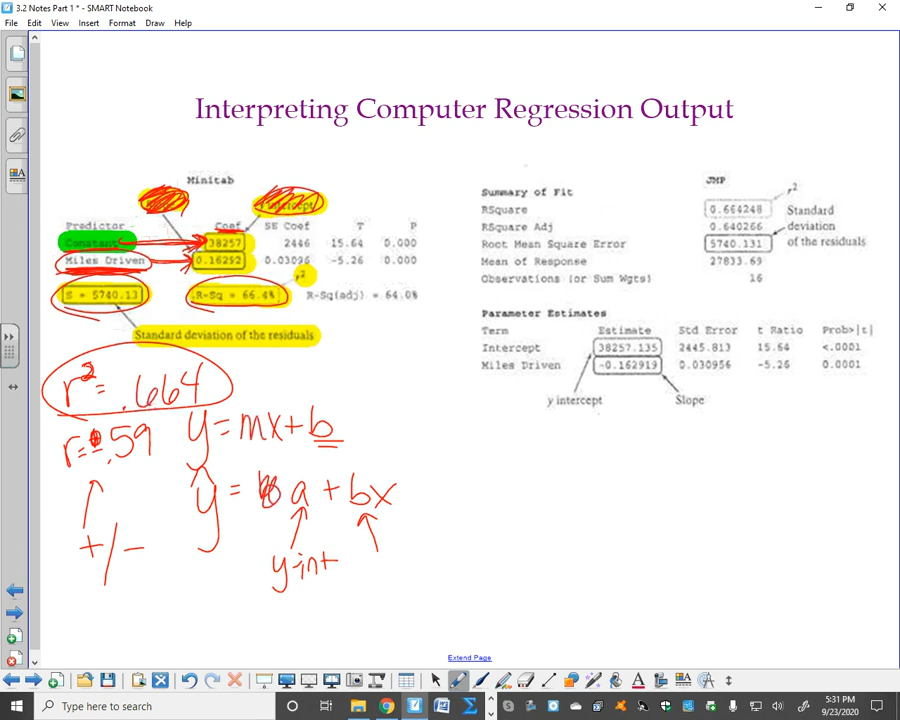 3.2 Notes Part 1 * - SMART Notebook
File Edit View Insert Format Draw Help
Interpreting Computer Regression Output
Minitab
Predictor Coef SE Coef T P
Constant 38257 2446 15.64 0.000
Miles Driven 0.16292 0.03096 -5.26 0.000
r²
S = 5740.13 R-Sq = 66.4% R-Sq(adj) = 64.0%
Standard deviation of the residuals
JMP
Summary of Fit
r²
RSquare 0.664248
RSquare Adj 0.640266
Root Mean Square Error 5740.131
Mean of Response 27833.69
Observations (or Sum Wgts) 16
Standard
deviation
of the residuals
Parameter Estimates
Term Estimate Std Error t Ratio Prob>|t|
Intercept 38257.135 2445.813 15.64 <.0001
Miles Driven -0.162919 0.030956 -5.26 0.0001
y intercept Slope
r² = .664
r = .59
+/-
y = mx + b
ŷ = a + bx
y-int
Extend Page
Type here to search
5:31 PM
9/23/2020